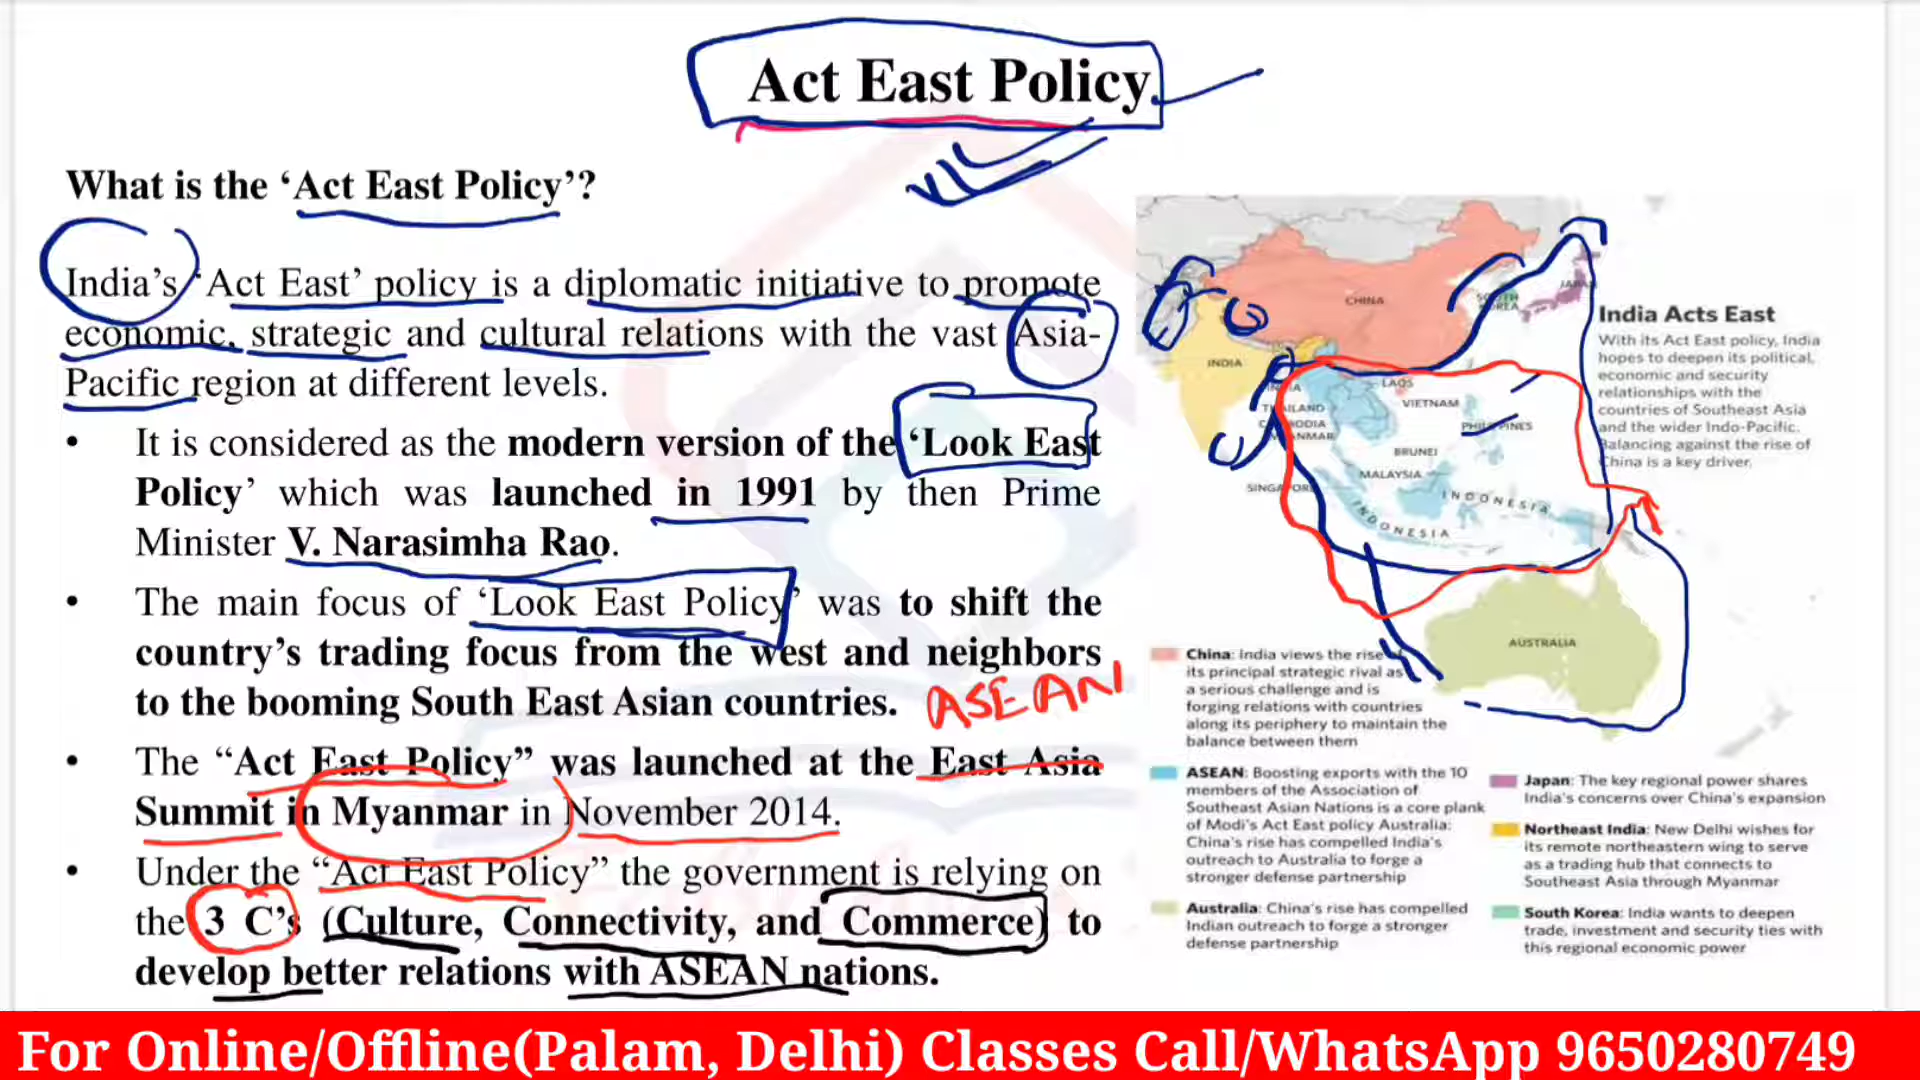 Act East Policy
What is the ‘Act East Policy’?
India’s ‘Act East’ policy is a diplomatic initiative to promote
economic, strategic and cultural relations with the vast Asia-
Pacific region at different levels.
• It is considered as the modern version of the ‘Look East
Policy’ which was launched in 1991 by then Prime
Minister V. Narasimha Rao.
• The main focus of ‘Look East Policy’ was to shift the
country’s trading focus from the west and neighbors
to the booming South East Asian countries.
ASEAN
• The “Act East Policy” was launched at the East Asia
Summit in Myanmar in November 2014.
• Under the “Act East Policy” the government is relying on
the 3 C’s (Culture, Connectivity, and Commerce) to
develop better relations with ASEAN nations.
CHINA
JAPAN
INDIA
LAOS
VIETNAM
PHILIPPINES
BRUNEI
MALAYSIA
SINGAPORE
INDONESIA
INDONESIA
AUSTRALIA
India Acts East
With its Act East policy, India
hopes to deepen its political,
economic and security
relationships with the
countries of Southeast Asia
and the wider Indo-Pacific.
Balancing against the rise of
China is a key driver.
China: India views the rise of
its principal strategic rival as
a serious challenge and is
forging relations with countries
along its periphery to maintain the
balance between them
ASEAN: Boosting exports with the 10
members of the Association of
Southeast Asian Nations is a core plank
of Modi's Act East policy Australia:
China's rise has compelled India's
outreach to Australia to forge a
stronger defense partnership
Australia: China's rise has compelled
Indian outreach to forge a stronger
defense partnership
Japan: The key regional power shares
India's concerns over China's expansion
Northeast India: New Delhi wishes for
its remote northeastern wing to serve
as a trading hub that connects to
Southeast Asia through Myanmar
South Korea: India wants to deepen
trade, investment and security ties with
this regional economic power
For Online/Offline(Palam, Delhi) Classes Call/WhatsApp 9650280749